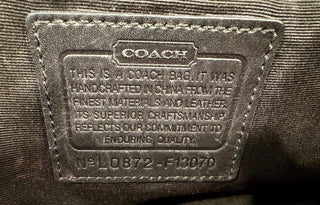 COACH
THIS IS A COACH BAG. IT WAS
HANDCRAFTED IN CHINA FROM THE
FINEST MATERIALS AND LEATHER.
ITS SUPERIOR CRAFTSMANSHIP
REFLECTS OUR COMMITMENT TO
ENDURING QUALITY.
Nº L0872-F13070